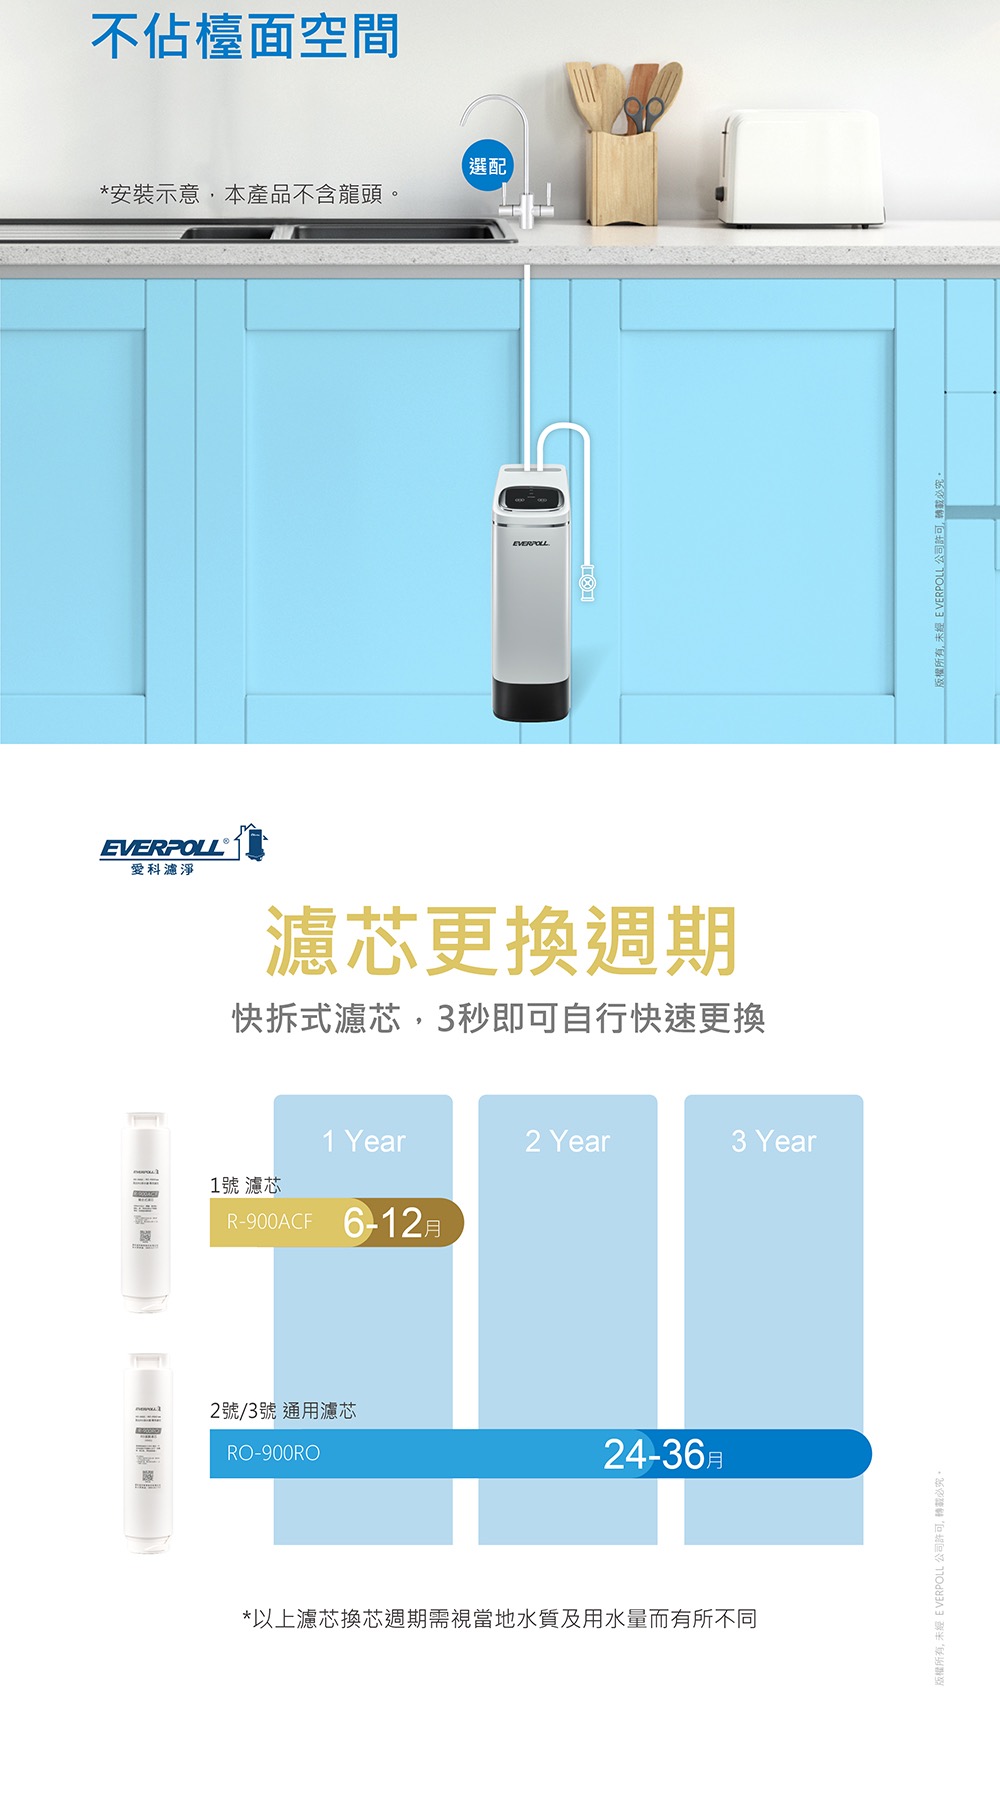 不佔檯面空間
選配
*安裝示意，本產品不含龍頭。
EVERPOLL
版權所有，未經 EVERPOLL 公司許可，轉載必究。
EVERPOLL®
愛科濾淨
濾芯更換週期
快拆式濾芯，3秒即可自行快速更換
1 Year
2 Year
3 Year
1號 濾芯
R-900ACF
6-12月
EVERPOLL
R-900ACF
2號/3號 通用濾芯
RO-900RO
24-36月
EVERPOLL
*以上濾芯換芯週期需視當地水質及用水量而有所不同
版權所有，未經 EVERPOLL 公司許可，轉載必究。